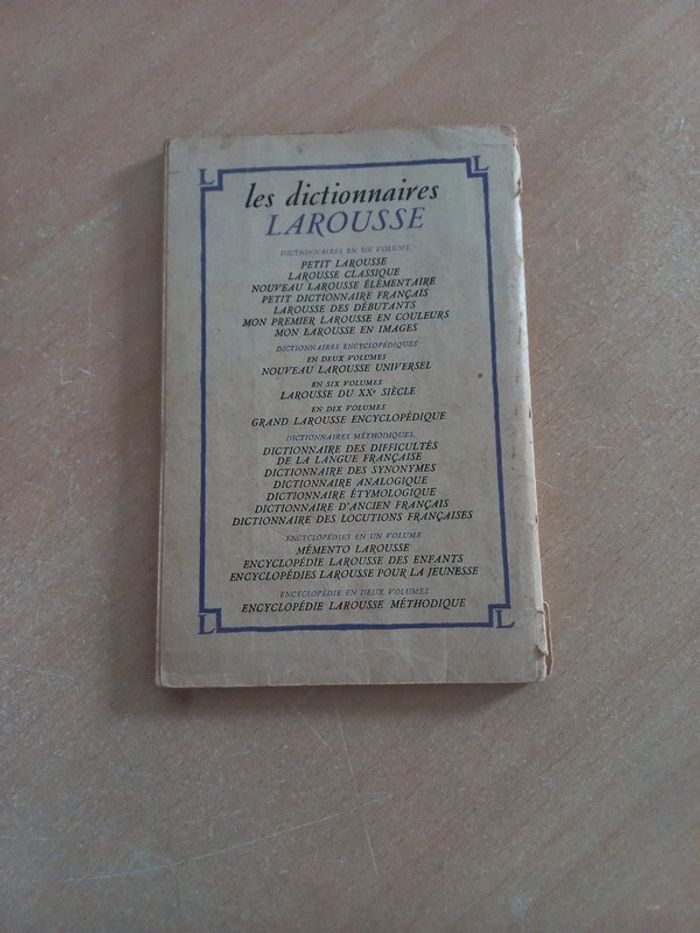 L L
les dictionnaires
LAROUSSE
DICTIONNAIRES EN UN VOLUME
PETIT LAROUSSE
LAROUSSE CLASSIQUE
NOUVEAU LAROUSSE ÉLÉMENTAIRE
PETIT DICTIONNAIRE FRANÇAIS
LAROUSSE DES DÉBUTANTS
MON PREMIER LAROUSSE EN COULEURS
MON LAROUSSE EN IMAGES
DICTIONNAIRES ENCYCLOPÉDIQUES
EN DEUX VOLUMES
NOUVEAU LAROUSSE UNIVERSEL
EN SIX VOLUMES
LAROUSSE DU XXe SIÈCLE
EN DIX VOLUMES
GRAND LAROUSSE ENCYCLOPÉDIQUE
DICTIONNAIRES MÉTHODIQUES
DICTIONNAIRE DES DIFFICULTÉS
DE LA LANGUE FRANÇAISE
DICTIONNAIRE DES SYNONYMES
DICTIONNAIRE ANALOGIQUE
DICTIONNAIRE ÉTYMOLOGIQUE
DICTIONNAIRE D'ANCIEN FRANÇAIS
DICTIONNAIRE DES LOCUTIONS FRANÇAISES
ENCYCLOPÉDIES EN UN VOLUME
MÉMENTO LAROUSSE
ENCYCLOPÉDIE LAROUSSE DES ENFANTS
ENCYCLOPÉDIES LAROUSSE POUR LA JEUNESSE
ENCYCLOPÉDIE EN DEUX VOLUMES
ENCYCLOPÉDIE LAROUSSE MÉTHODIQUE
L L